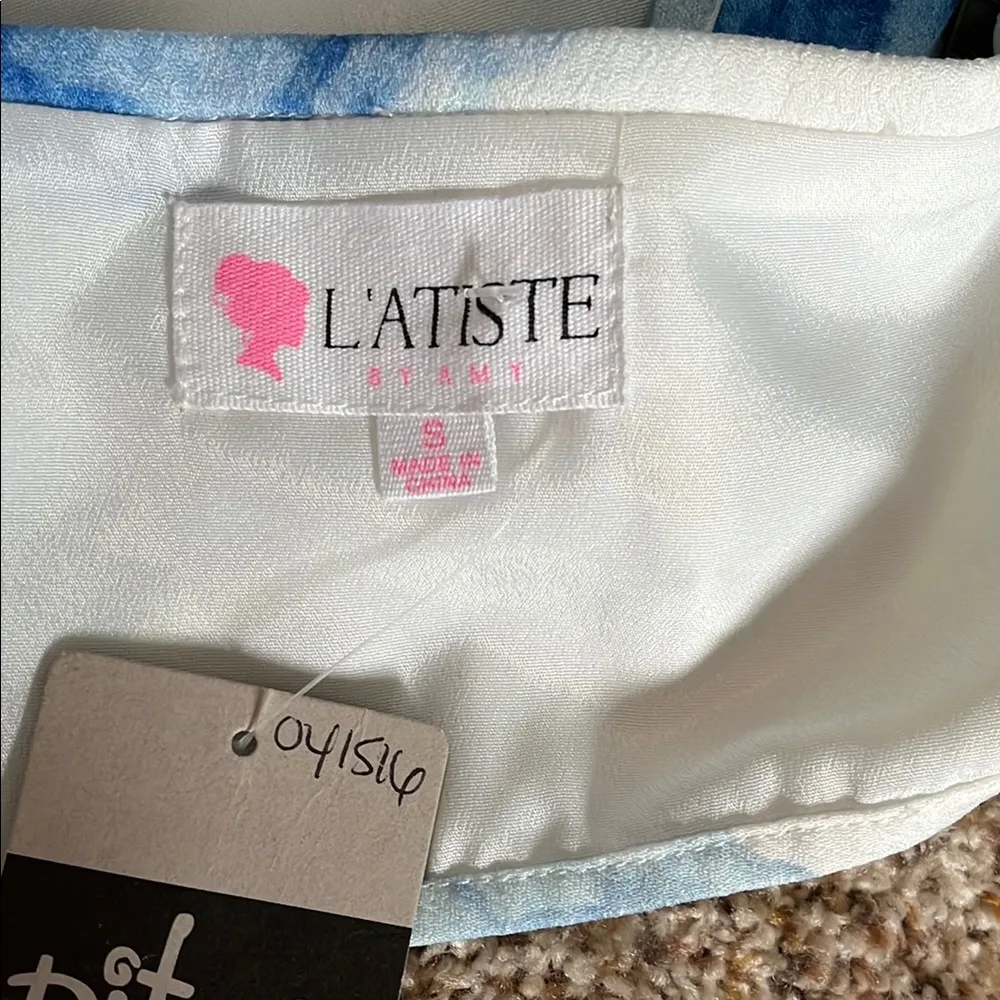 L'ATISTE
BY AMY
S
MADE IN
CHINA
041516